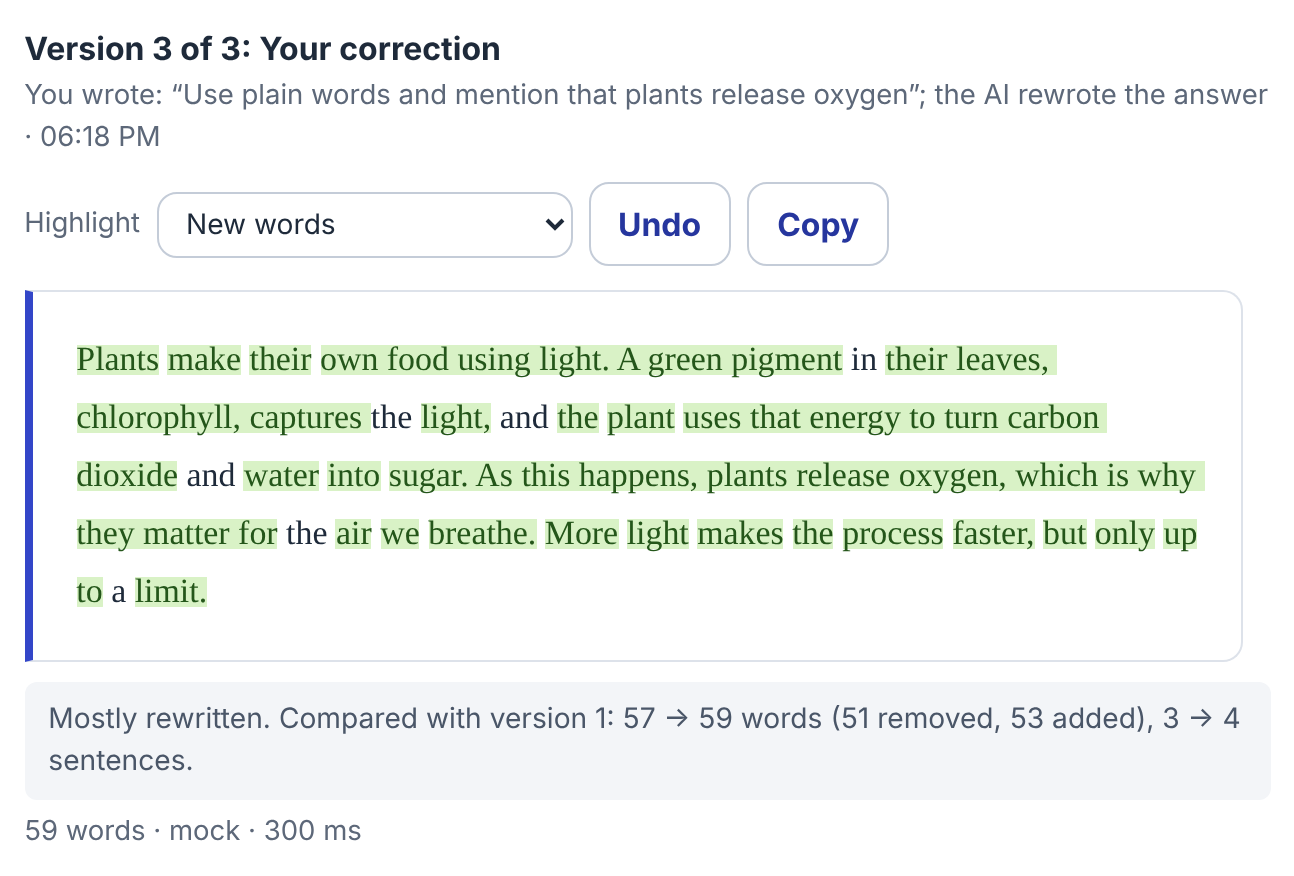 Version 3 of 3: Your correction
You wrote: “Use plain words and mention that plants release oxygen”; the AI rewrote the answer
· 06:18 PM
Highlight New words Undo Copy
Plants make their own food using light. A green pigment in their leaves,
chlorophyll, captures the light, and the plant uses that energy to turn carbon
dioxide and water into sugar. As this happens, plants release oxygen, which is why
they matter for the air we breathe. More light makes the process faster, but only up
to a limit.
Mostly rewritten. Compared with version 1: 57 → 59 words (51 removed, 53 added), 3 → 4
sentences.
59 words · mock · 300 ms